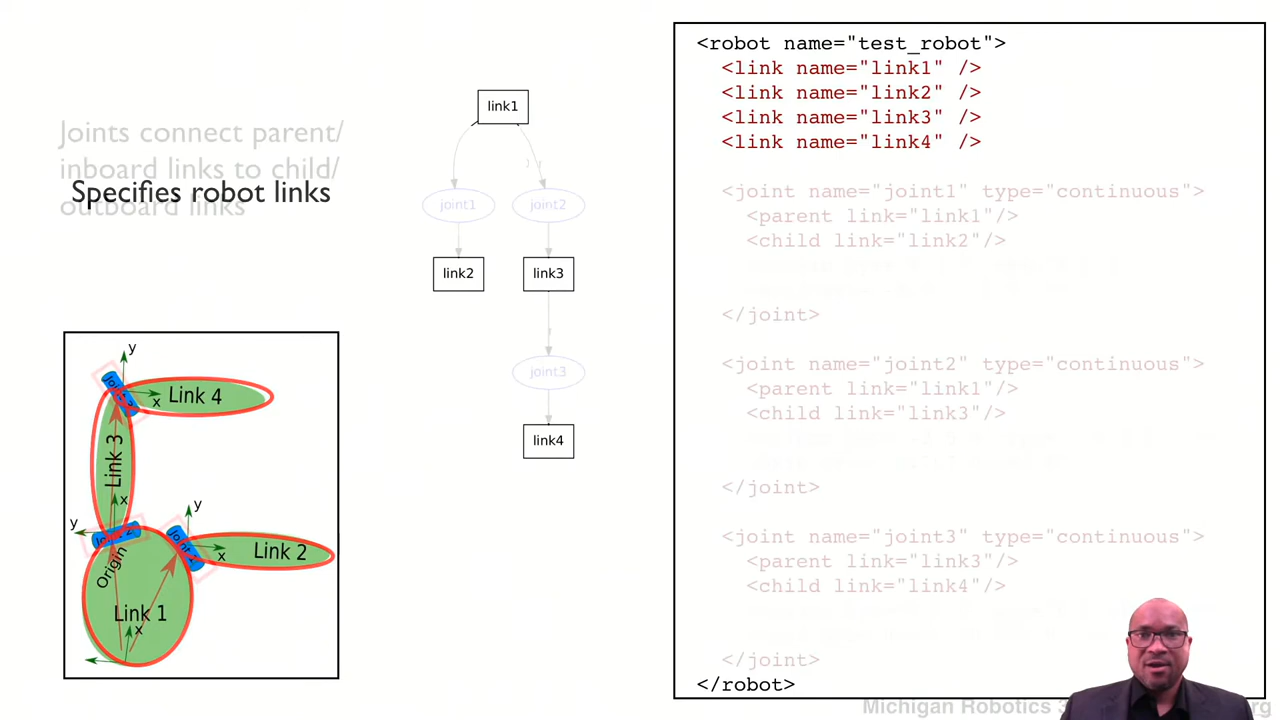 Joints connect parent/
inboard links to child/
outboard links
Specifies robot links
link1
joint1
joint2
link2
link3
joint3
link4
y
x
Link 4
Link 3
x
y
y
x
Origin
Link 2
Link 1
x
<robot name="test_robot">
<link name="link1" />
<link name="link2" />
<link name="link3" />
<link name="link4" />
<joint name="joint1" type="continuous">
<parent link="link1"/>
<child link="link2"/>
</joint>
<joint name="joint2" type="continuous">
<parent link="link1"/>
<child link="link3"/>
</joint>
<joint name="joint3" type="continuous">
<parent link="link3"/>
<child link="link4"/>
</joint>
</robot>
Michigan Robotics